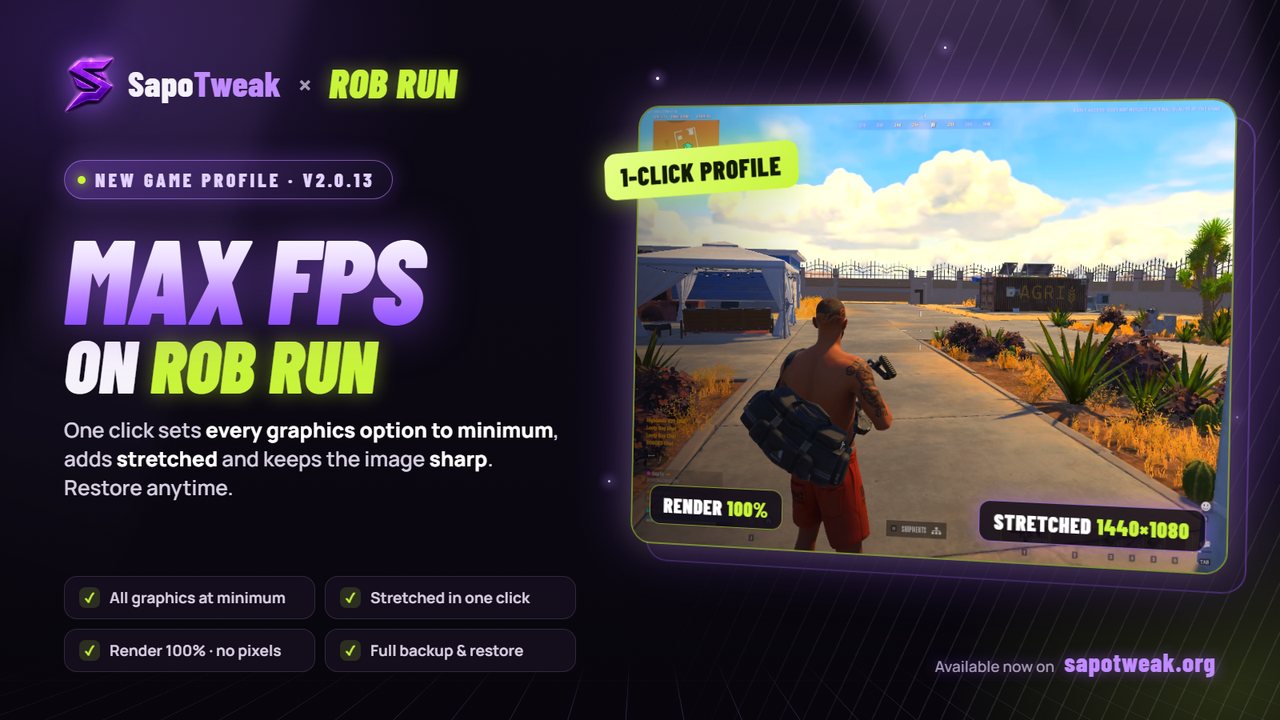 SapoTweak × ROB RUN
NEW GAME PROFILE · V2.0.13
MAX FPS
ON ROB RUN
One click sets every graphics option to minimum,
adds stretched and keeps the image sharp.
Restore anytime.
✓ All graphics at minimum
✓ Stretched in one click
✓ Render 100% · no pixels
✓ Full backup & restore
1-CLICK PROFILE
AGRI
RENDER 100%
SHIPMENTS
STRETCHED 1440×1080
TAB
Available now on sapotweak.org